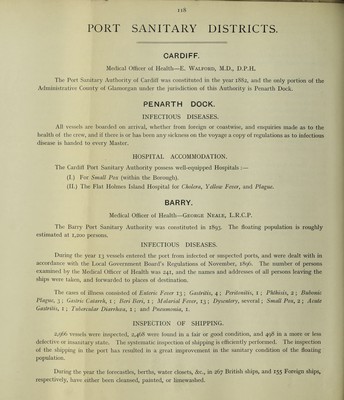 118
PORT SANITARY DISTRICTS.
CARDIFF.
Medical Officer of Health—E. Walford, M.D., D.P.H.
The Port Sanitary Authority of Cardiff was constituted in the year 1882, and the only portion of the
Administrative County of Glamorgan under the jurisdiction of this Authority is Penarth Dock.
PENARTH DOCK.
INFECTIOUS DISEASES.
All vessels are boarded on arrival, whether from foreign or coastwise, and enquiries made as to the
health of the crew, and if there is or has been any sickness on the voyage a copy of regulations as to infectious
disease is handed to every Master.
HOSPITAL ACCOMMODATION.
The Cardiff Port Sanitary Authority possess well-equipped Hospitals :—
(I.) For Small Pox (within the Borough).
(II.) The Flat Holmes Island Hospital for Cholera, Yellow Fever, and Plague.
BARRY.
Medical Officer of Health—George Neale, L.R.C.P.
The Barry Port Sanitary Authority was constituted in 1893. The floating population is roughly
estimated at 1,200 persons.
INFECTIOUS DISEASES.
During the year 13 vessels entered the port from infected or suspected ports, and were dealt with in
accordance with the Local Government Board's Regulations of November, 1896. The number of persons
examined by the Medical Officer of Health was 241, and the names and addresses of all persons leaving the
ships were taken, and forwarded to places of destination.
The cases of illness consisted of Enteric Fever 13; Gastritis, 4; Peritonitis, 1; Phthisis, 2; Bubonic
Plague, 3; Gastric Catarrh, 1; Beri Beri, 1; Malarial Fever, 13; Dysentery, several; Small Pox, 2; Acute
Gastritis, 1; Tubercular Diarrhœa, 2; and Pneumonia, 1.
INSPECTION OF SHIPPING.
2,966 vessels were inspected, 2,468 were found in a fair or good condition, and 498 in a more or less
defective or insanitary state. The systematic inspection of shipping is efficiently performed. The inspection
of the shipping in the port has resulted in a great improvement in the sanitary condition of the floating
population.
During the year the forecastles, berths, water closets, &c., in 267 British ships, and 155 Foreign ships,
respectively, have either been cleansed, painted, or limewashed.